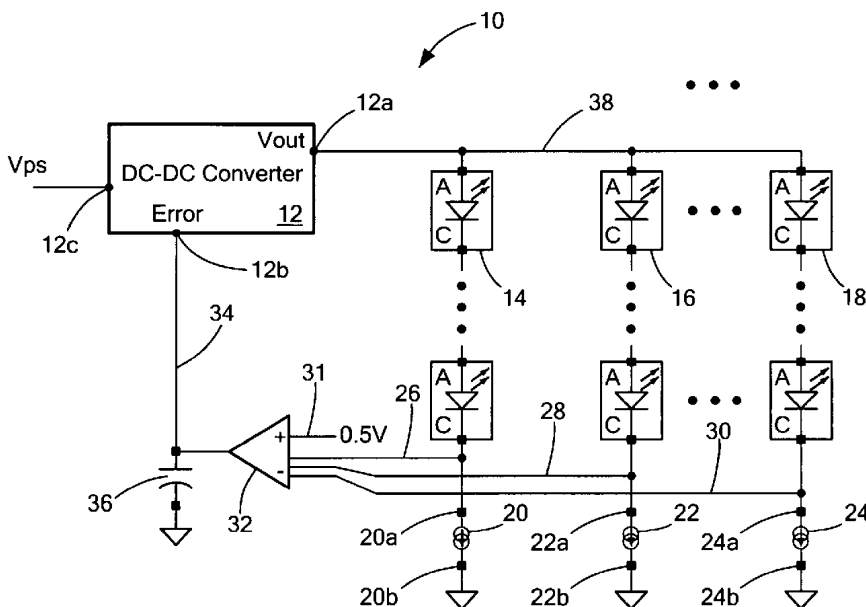 10
12a
38
Vout
Vps
DC-DC Converter
Error
12
12c
12b
A
C
14
A
C
16
A
C
18
34
31
26
28
30
+
0.5V
-
32
36
A
C
A
C
A
C
20a
20
20b
22a
22
22b
24a
24
24b